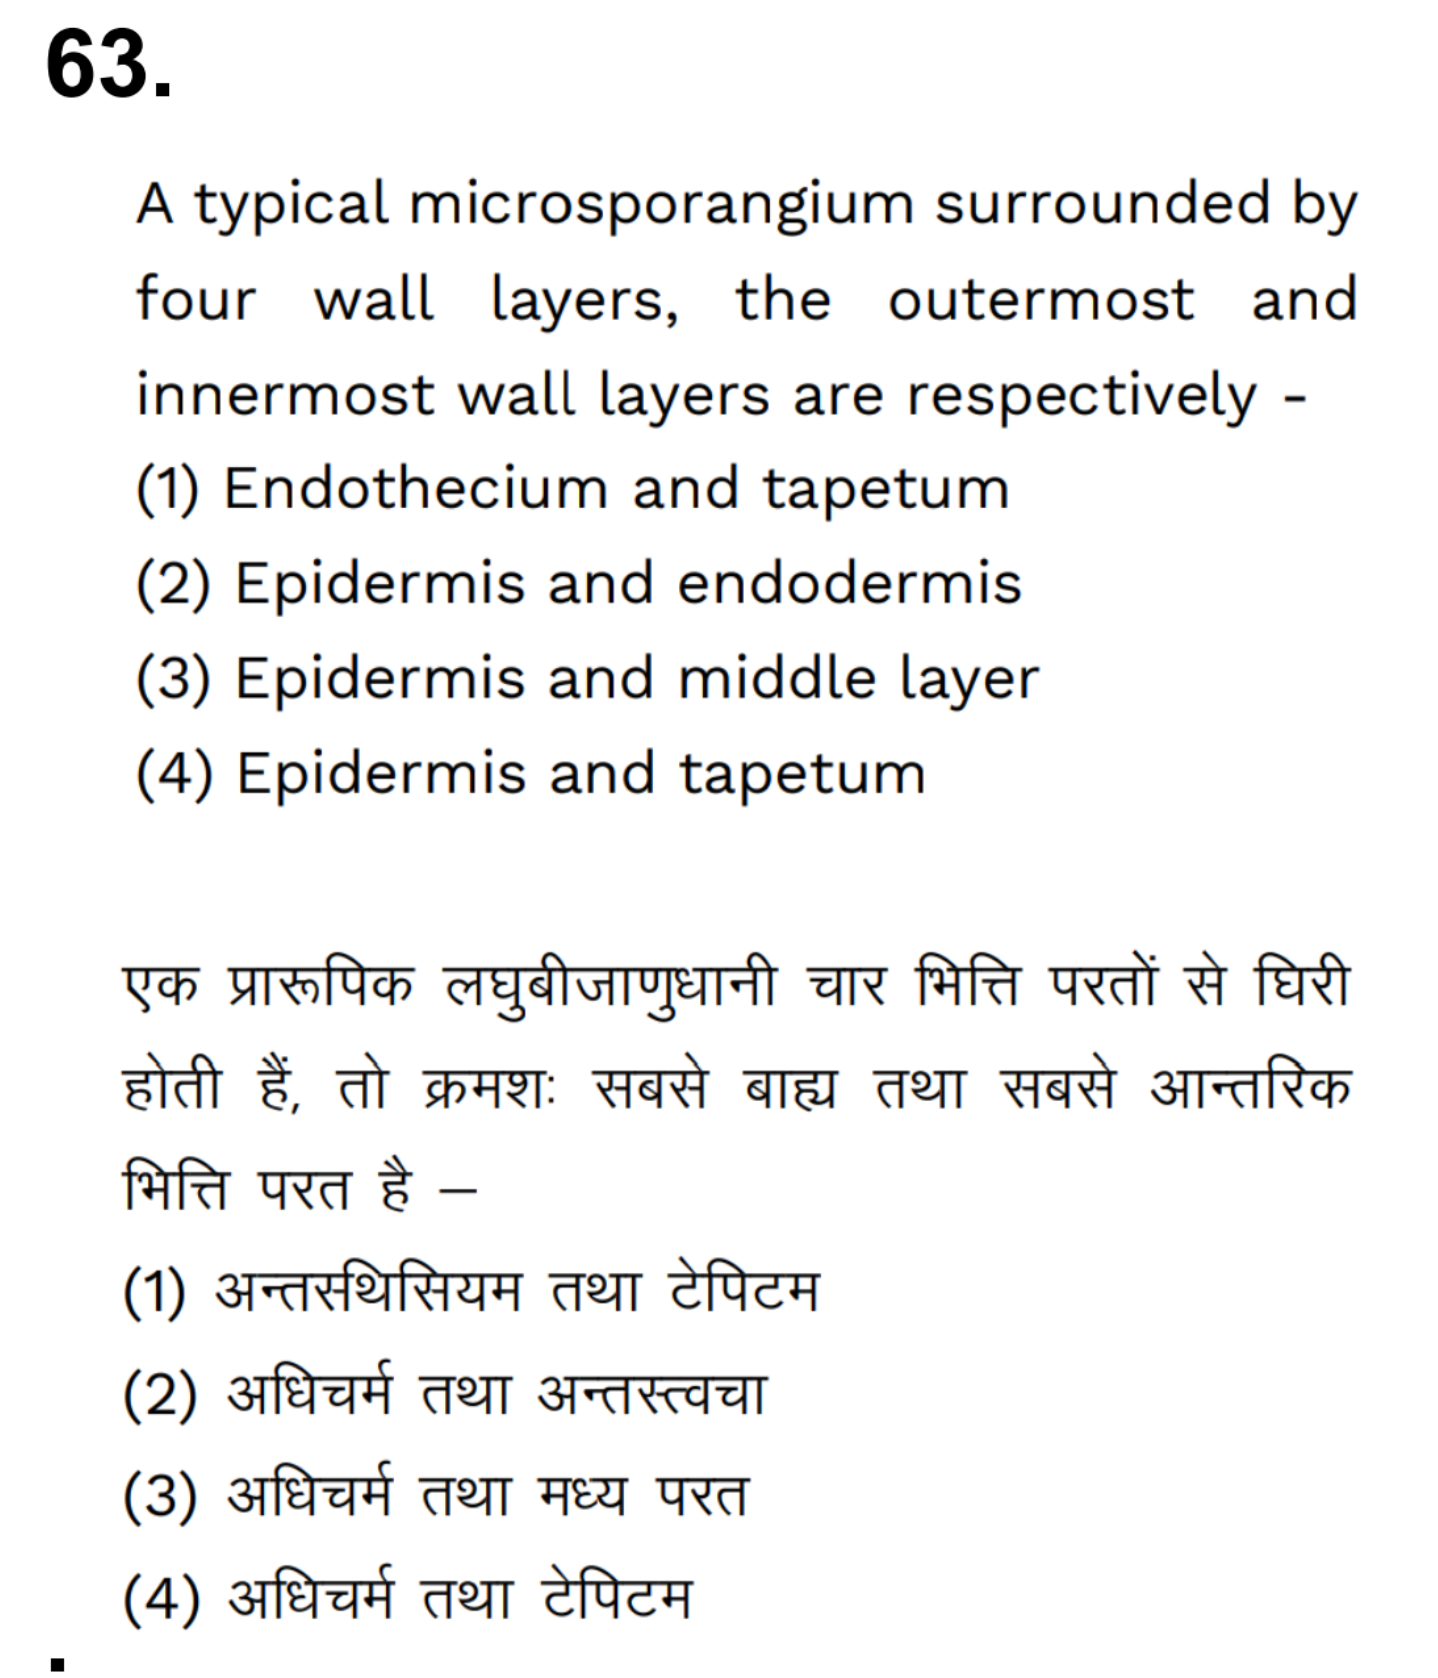 63.
A typical microsporangium surrounded by
four wall layers, the outermost and
innermost wall layers are respectively -
(1) Endothecium and tapetum
(2) Epidermis and endodermis
(3) Epidermis and middle layer
(4) Epidermis and tapetum
एक प्रारूपिक लघुबीजाणुधानी चार भित्ति परतों से घिरी
होती हैं, तो क्रमशः सबसे बाह्य तथा सबसे आन्तरिक
भित्ति परत है –
(1) अन्तर्स्थिसियम तथा टेपिटम
(2) अधिचर्म तथा अन्तस्त्वचा
(3) अधिचर्म तथा मध्य परत
(4) अधिचर्म तथा टेपिटम